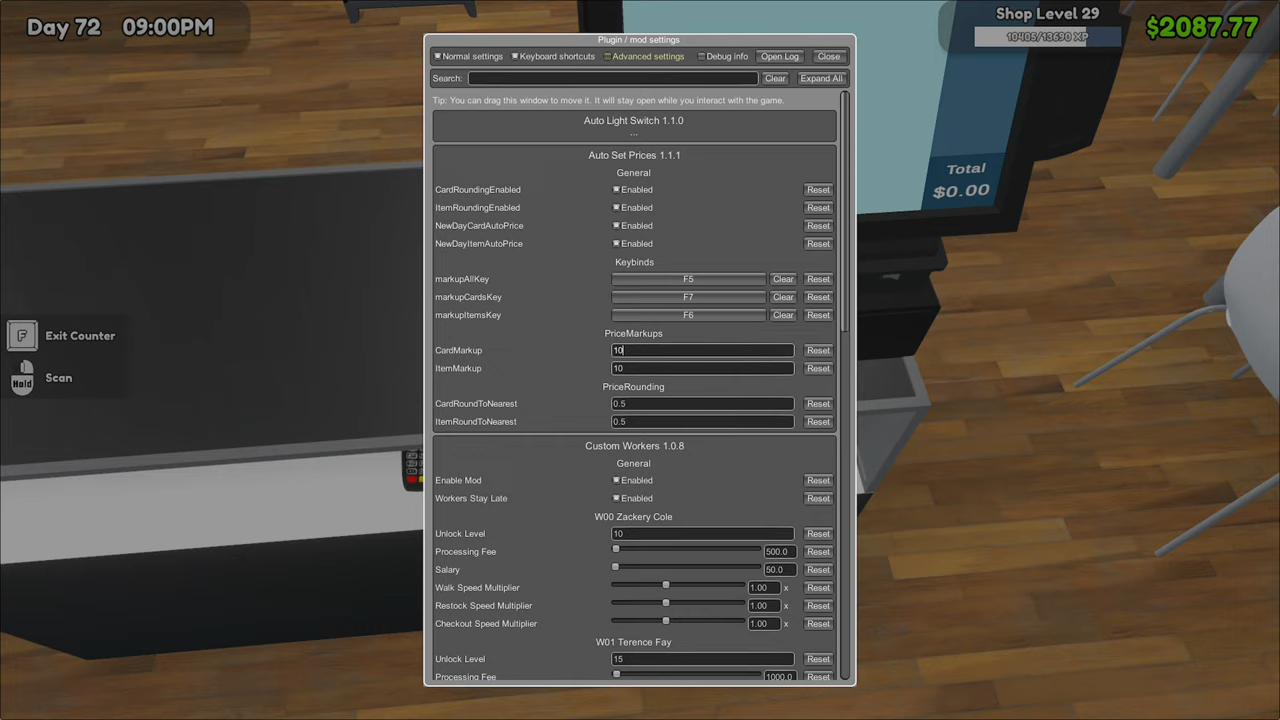 Day 72 09:00PM
Shop Level 29
10405/13690 XP
$2087.77
Plugin / mod settings
Normal settings Keyboard shortcuts Advanced settings Debug info Open Log Close
Search: Clear Expand All
Tip: You can drag this window to move it. It will stay open while you interact with the game.
Auto Light Switch 1.1.0
...
Auto Set Prices 1.1.1
General
CardRoundingEnabled Enabled Reset
ItemRoundingEnabled Enabled Reset
NewDayCardAutoPrice Enabled Reset
NewDayItemAutoPrice Enabled Reset
Keybinds
markupAllKey F5 Clear Reset
markupCardsKey F7 Clear Reset
markupItemsKey F6 Clear Reset
PriceMarkups
CardMarkup 10 Reset
ItemMarkup 10 Reset
PriceRounding
CardRoundToNearest 0.5 Reset
ItemRoundToNearest 0.5 Reset
Custom Workers 1.0.8
General
Enable Mod Enabled Reset
Workers Stay Late Enabled Reset
W00 Zackery Cole
Unlock Level 10 Reset
Processing Fee 500.0 Reset
Salary 50.0 Reset
Walk Speed Multiplier 1.00 x Reset
Restock Speed Multiplier 1.00 x Reset
Checkout Speed Multiplier 1.00 x Reset
W01 Terence Fay
Unlock Level 15 Reset
Processing Fee 1000.0 Reset
F Exit Counter
Hold Scan
Total
$0.00